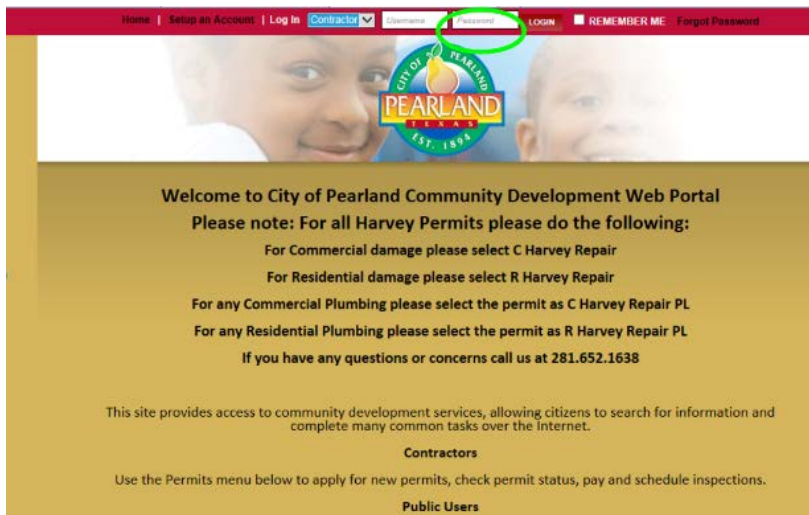 Home | Setup an Account | Log In Contractor Username Password LOGIN REMEMBER ME Forgot Password
CITY OF PEARLAND
PEARLAND
TEXAS
EST. 1894
Welcome to City of Pearland Community Development Web Portal
Please note: For all Harvey Permits please do the following:
For Commercial damage please select C Harvey Repair
For Residential damage please select R Harvey Repair
For any Commercial Plumbing please select the permit as C Harvey Repair PL
For any Residential Plumbing please select the permit as R Harvey Repair PL
If you have any questions or concerns call us at 281.652.1638
This site provides access to community development services, allowing citizens to search for information and
complete many common tasks over the Internet.
Contractors
Use the Permits menu below to apply for new permits, check permit status, pay and schedule inspections.
Public Users